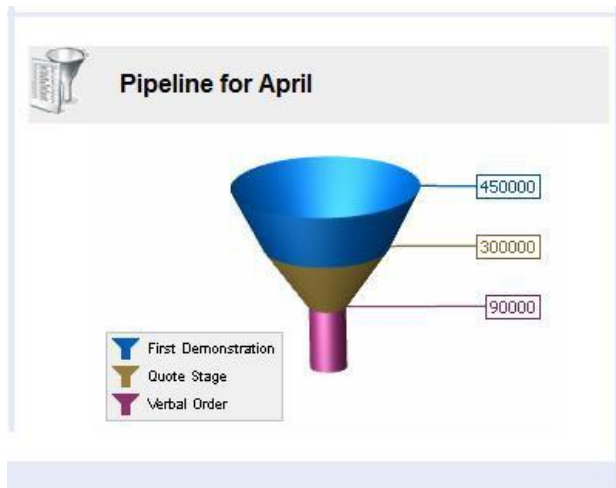 Pipeline for April
450000
300000
90000
First Demonstration
Quote Stage
Verbal Order